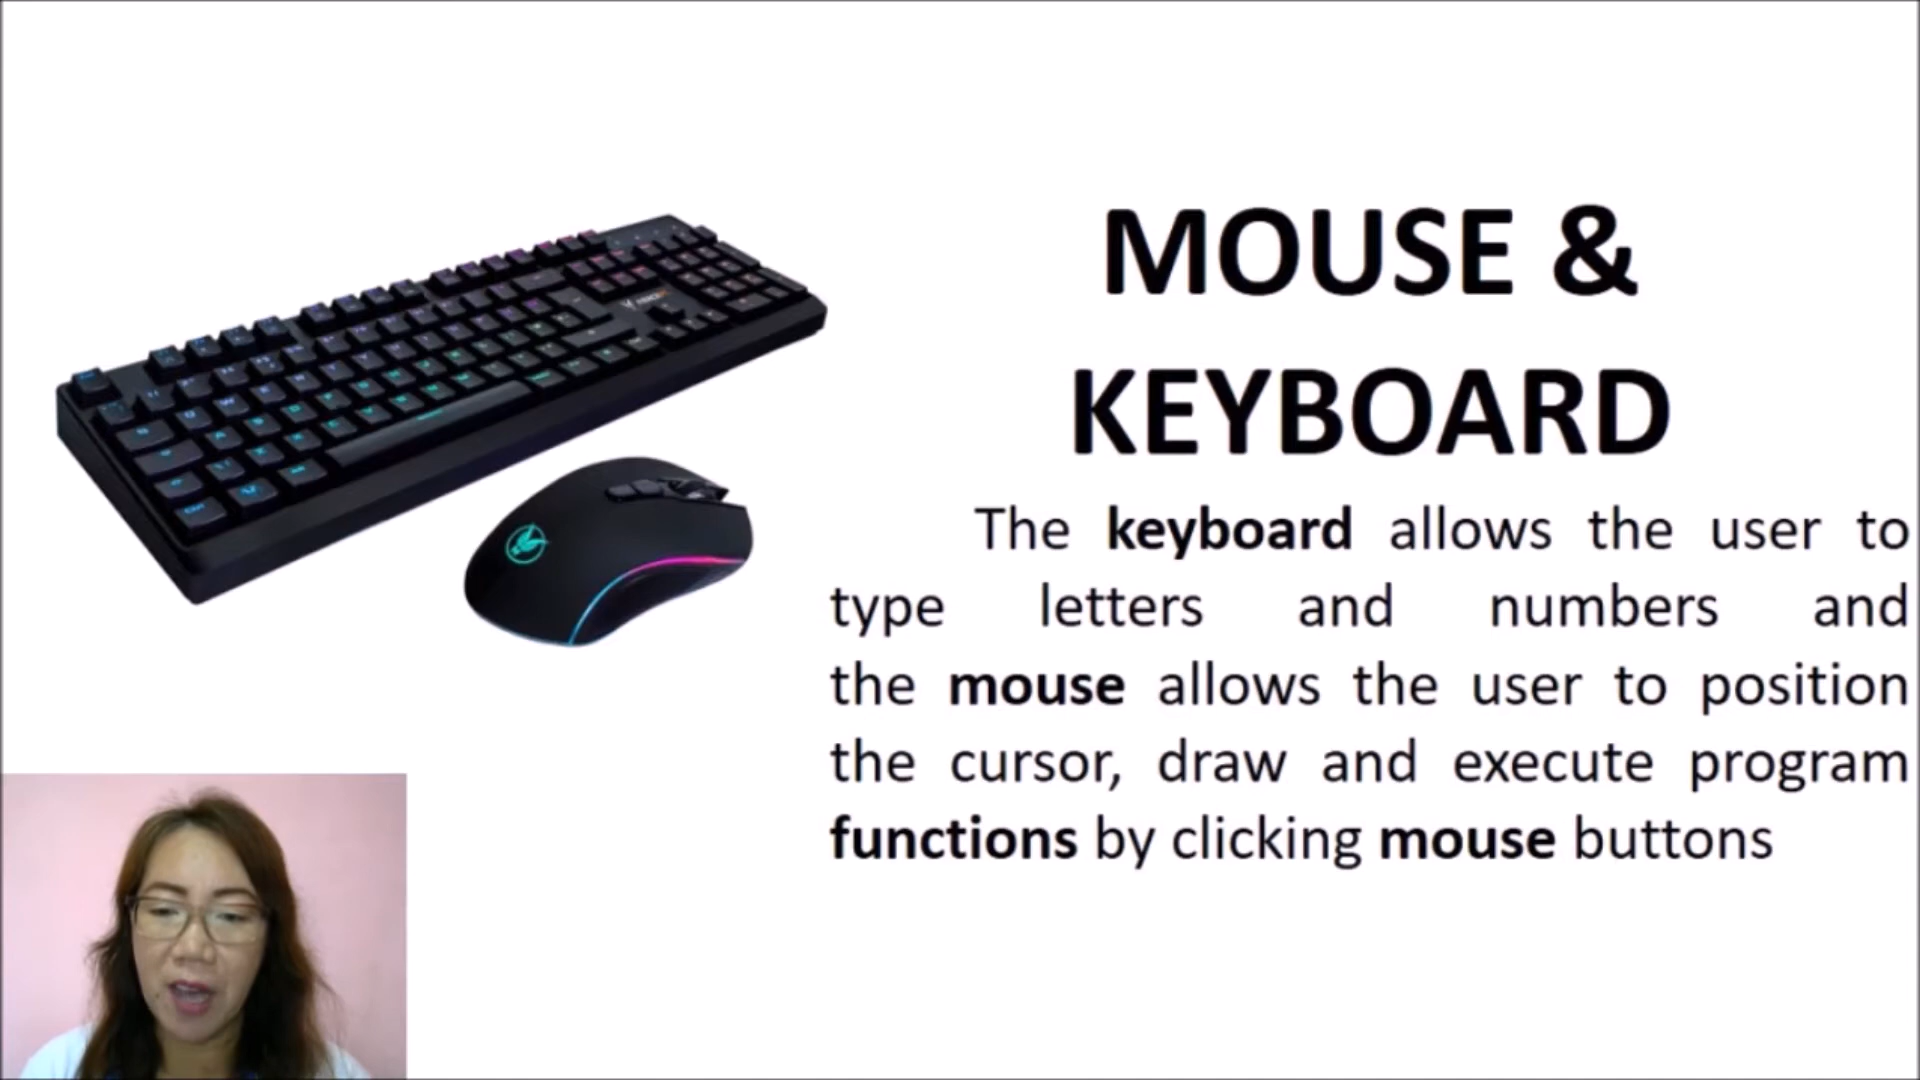 MOUSE &
KEYBOARD
The keyboard allows the user to
type letters and numbers and
the mouse allows the user to position
the cursor, draw and execute program
functions by clicking mouse buttons